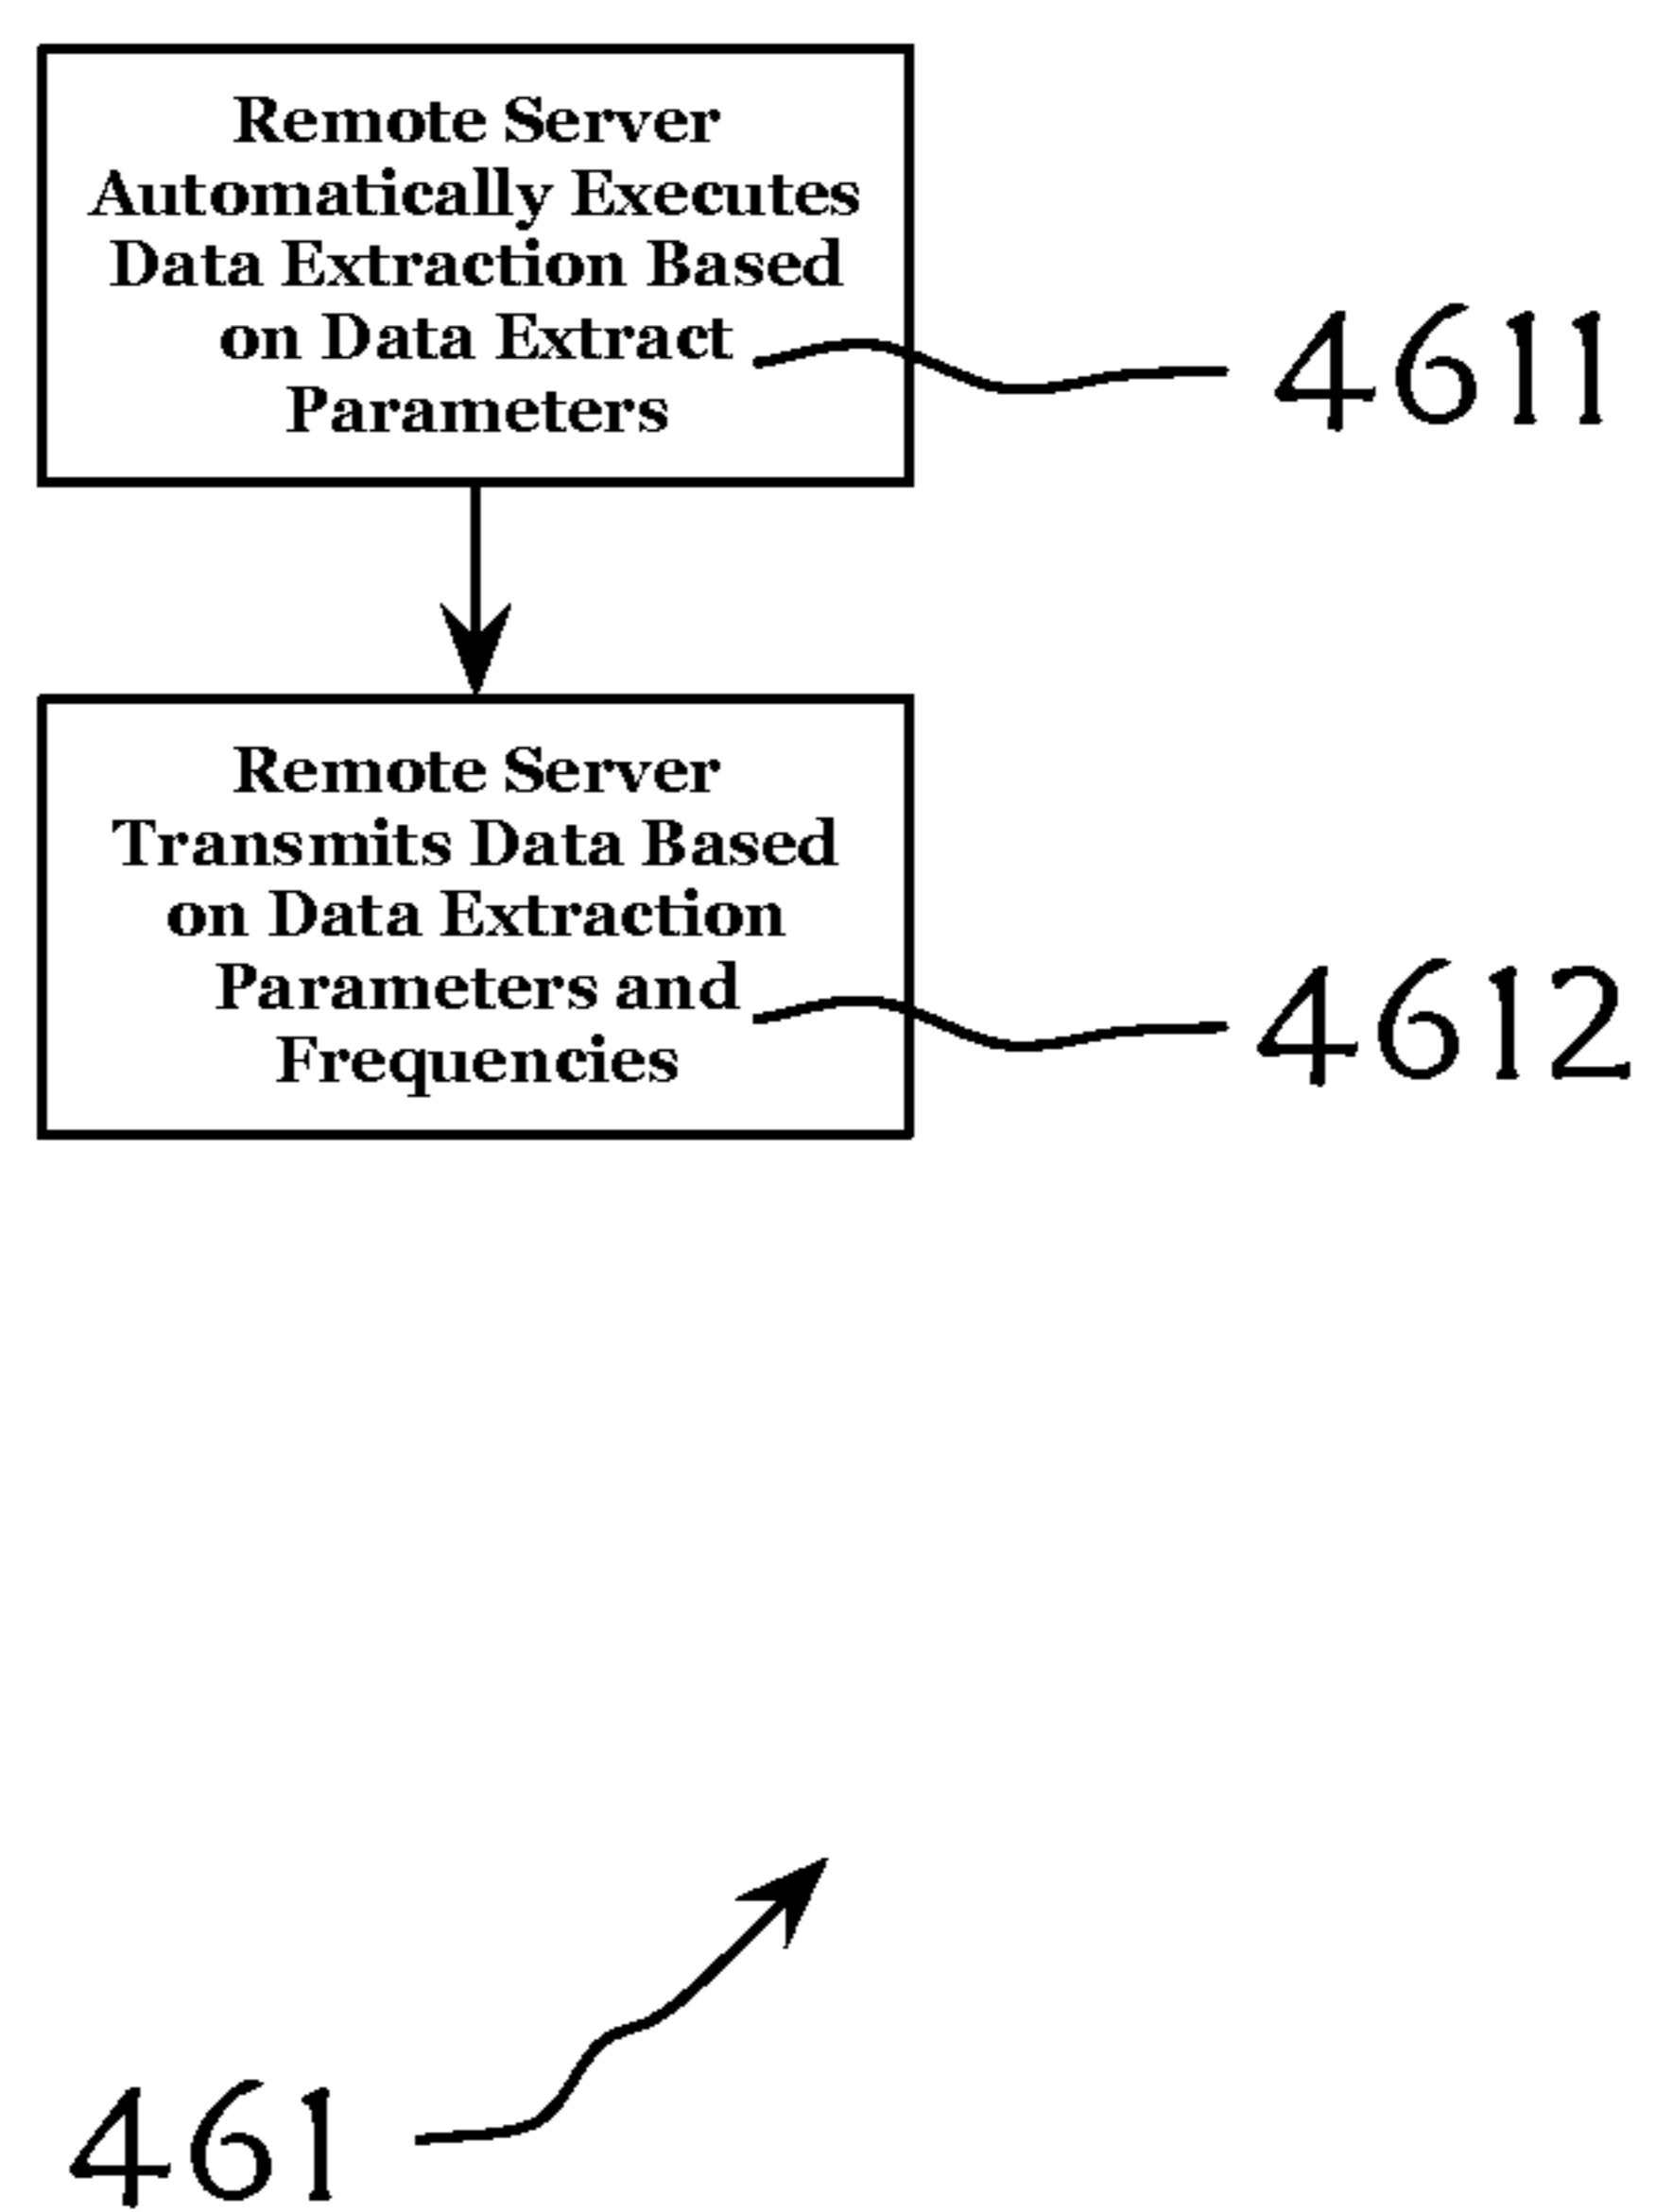 Remote Server
Automatically Executes
Data Extraction Based
on Data Extract
Parameters
4611
Remote Server
Transmits Data Based
on Data Extraction
Parameters and
Frequencies
4612
461